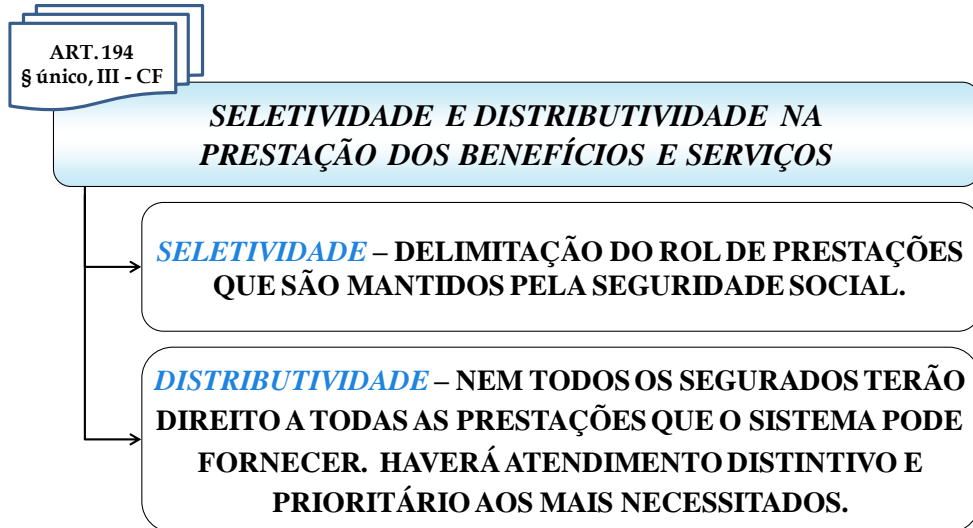 ART. 194
§ único, III - CF
SELETIVIDADE E DISTRIBUTIVIDADE NA
PRESTAÇÃO DOS BENEFÍCIOS E SERVIÇOS
SELETIVIDADE – DELIMITAÇÃO DO ROL DE PRESTAÇÕES
QUE SÃO MANTIDOS PELA SEGURIDADE SOCIAL.
DISTRIBUTIVIDADE – NEM TODOS OS SEGURADOS TERÃO
DIREITO A TODAS AS PRESTAÇÕES QUE O SISTEMA PODE
FORNECER. HAVERÁ ATENDIMENTO DISTINTIVO E
PRIORITÁRIO AOS MAIS NECESSITADOS.